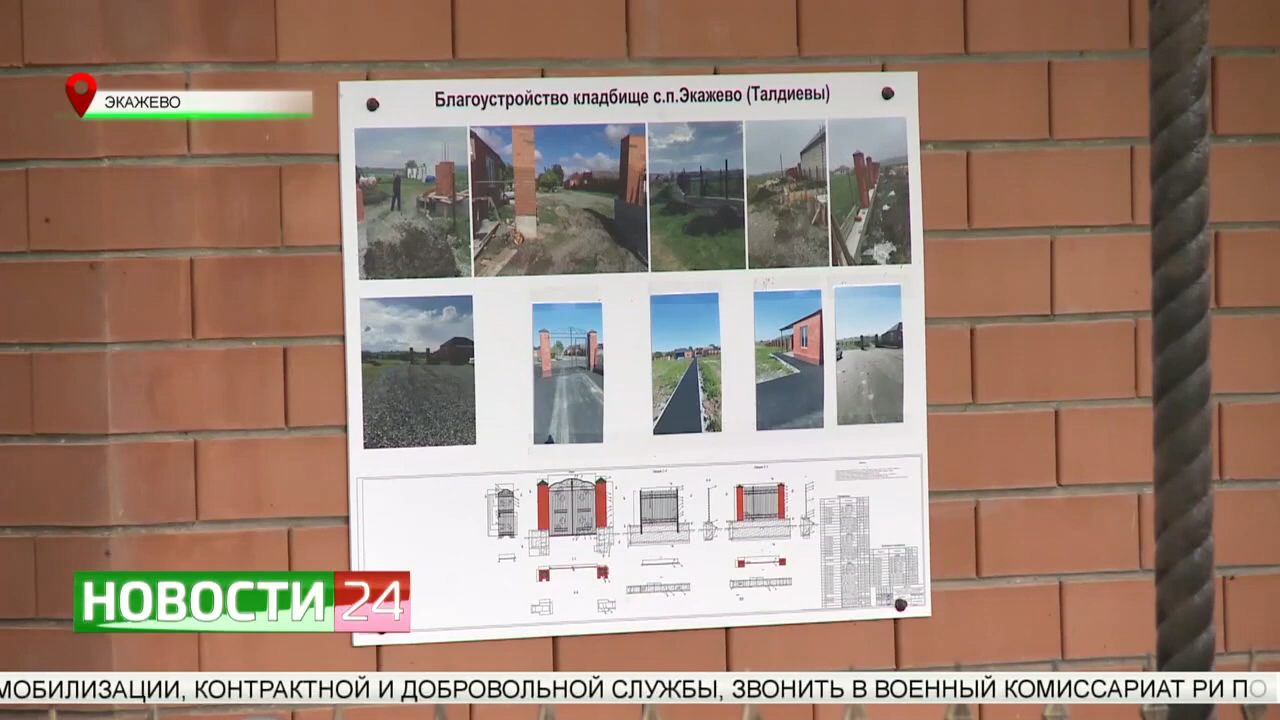 ЭКАЖЕВО
Благоустройство кладбище с.п.Экажево (Талдиевы)
НОВОСТИ 24
МОБИЛИЗАЦИИ, КОНТРАКТНОЙ И ДОБРОВОЛЬНОЙ СЛУЖБЫ, ЗВОНИТЬ В ВОЕННЫЙ КОМИССАРИАТ РИ ПО